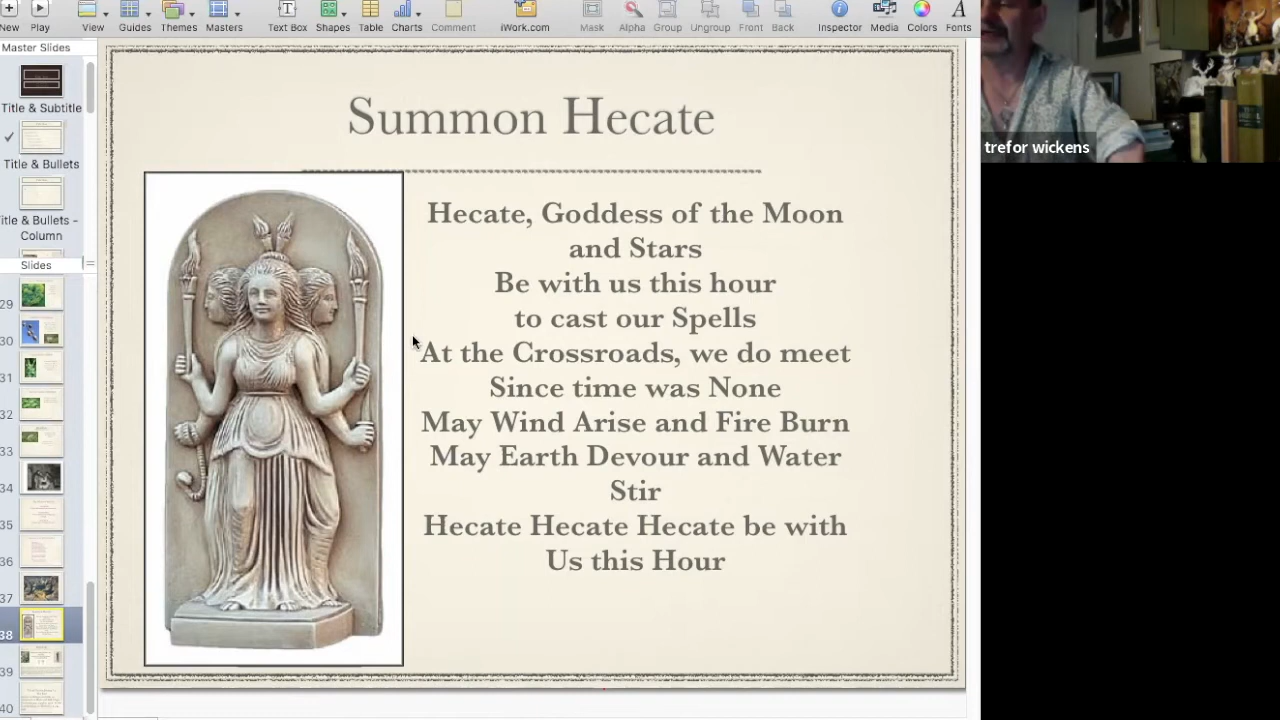 View
Play
View
Guides
Themes
Masters
Text Box
Shapes
Table
Charts
Comment
iWork.com
Mask
Alpha
Group
Ungroup
Front
Back
Inspector
Media
Colors
Fonts
Master Slides
Title & Subtitle
Title & Bullets
Title & Bullets -
Column
Slides
29
30
31
32
33
34
35
36
37
38
39
40
Summon Hecate
Hecate, Goddess of the Moon
and Stars
Be with us this hour
to cast our Spells
At the Crossroads, we do meet
Since time was None
May Wind Arise and Fire Burn
May Earth Devour and Water
Stir
Hecate Hecate Hecate be with
Us this Hour
trefor wickens